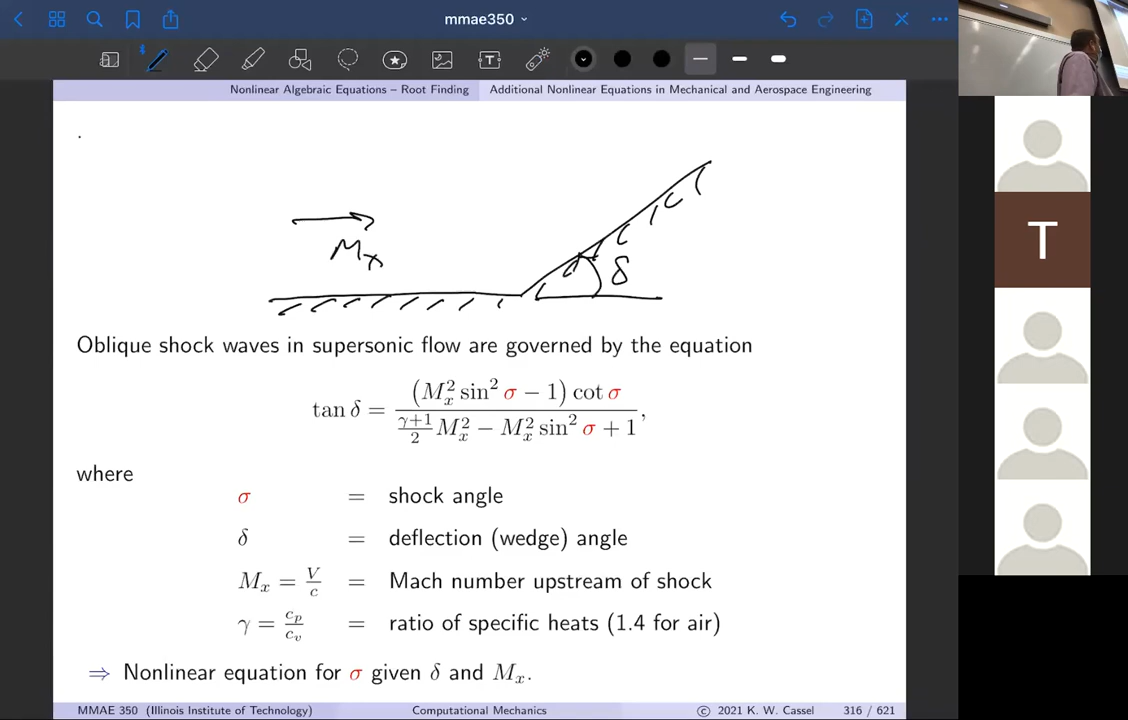 mmae350
Nonlinear Algebraic Equations – Root Finding Additional Nonlinear Equations in Mechanical and Aerospace Engineering
Mx
δ
T
Oblique shock waves in supersonic flow are governed by the equation
tan δ = ((M_x^2 sin^2 σ − 1) cot σ) / ((γ+1)/2 M_x^2 − M_x^2 sin^2 σ + 1),
where
σ = shock angle
δ = deflection (wedge) angle
M_x = V/c = Mach number upstream of shock
γ = c_p/c_v = ratio of specific heats (1.4 for air)
⇒ Nonlinear equation for σ given δ and M_x.
MMAE 350 (Illinois Institute of Technology) Computational Mechanics © 2021 K. W. Cassel 316 / 621